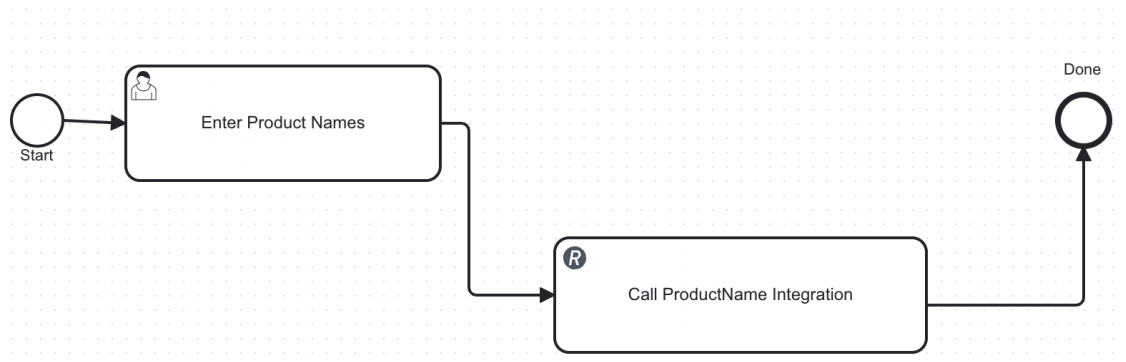 Done
Enter Product Names
Start
R
Call ProductName Integration